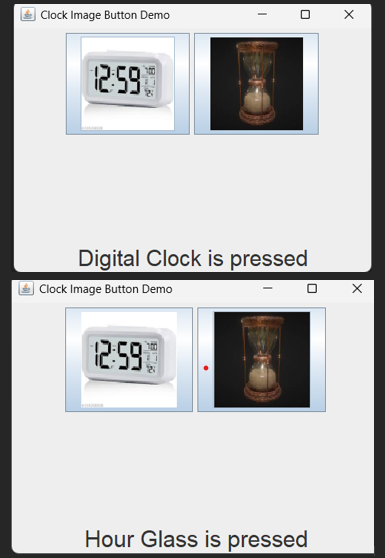 Clock Image Button Demo
12:59
Digital Clock is pressed
Clock Image Button Demo
12:59
Hour Glass is pressed